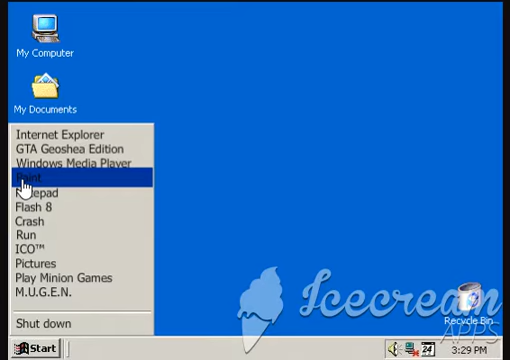 My Computer
My Documents
Internet Explorer
GTA Geoshea Edition
Windows Media Player
Paint
Notepad
Flash 8
Crash
Run
ICO™
Pictures
Play Minion Games
M.U.G.E.N.
Shut down
Icecream
APPS
Recycle Bin
Start
24
3:29 PM